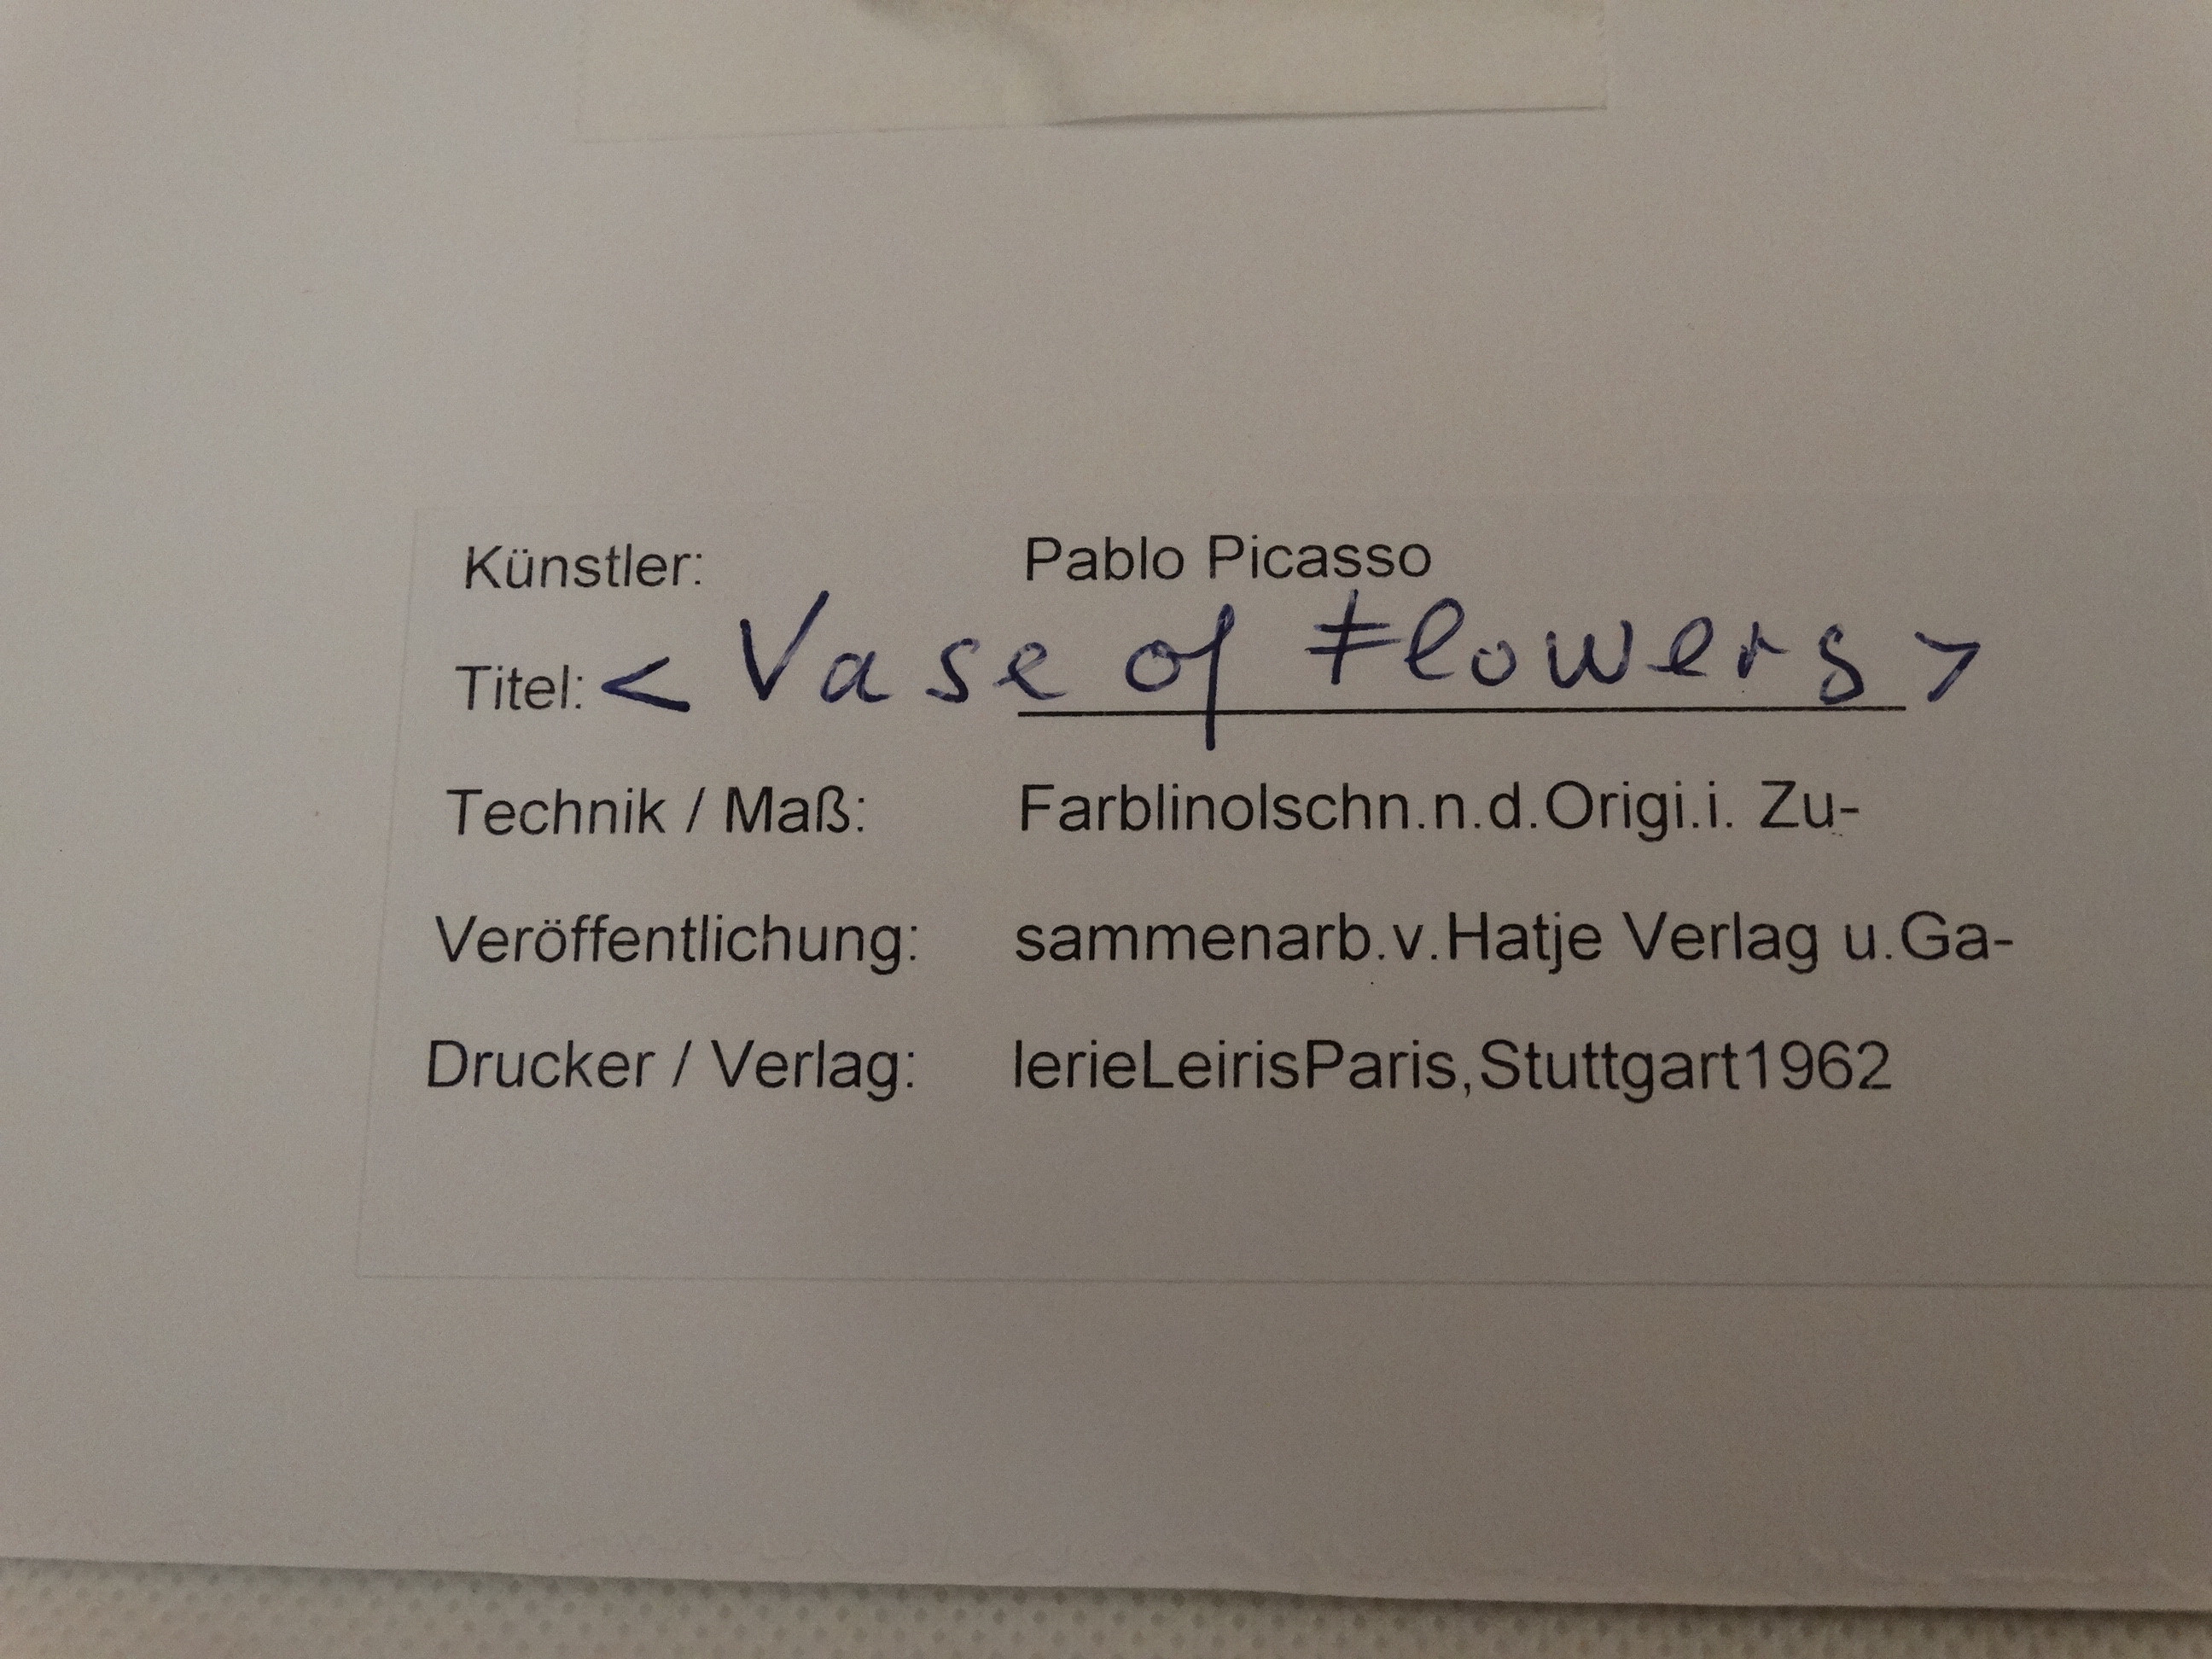 Künstler: Pablo Picasso
Titel: < Vase of Flowers >
Technik / Maß: Farblinolschn.n.d.Origi.i. Zu-
Veröffentlichung: sammenarb.v.Hatje Verlag u.Ga-
Drucker / Verlag: lerieLeirisParis,Stuttgart1962